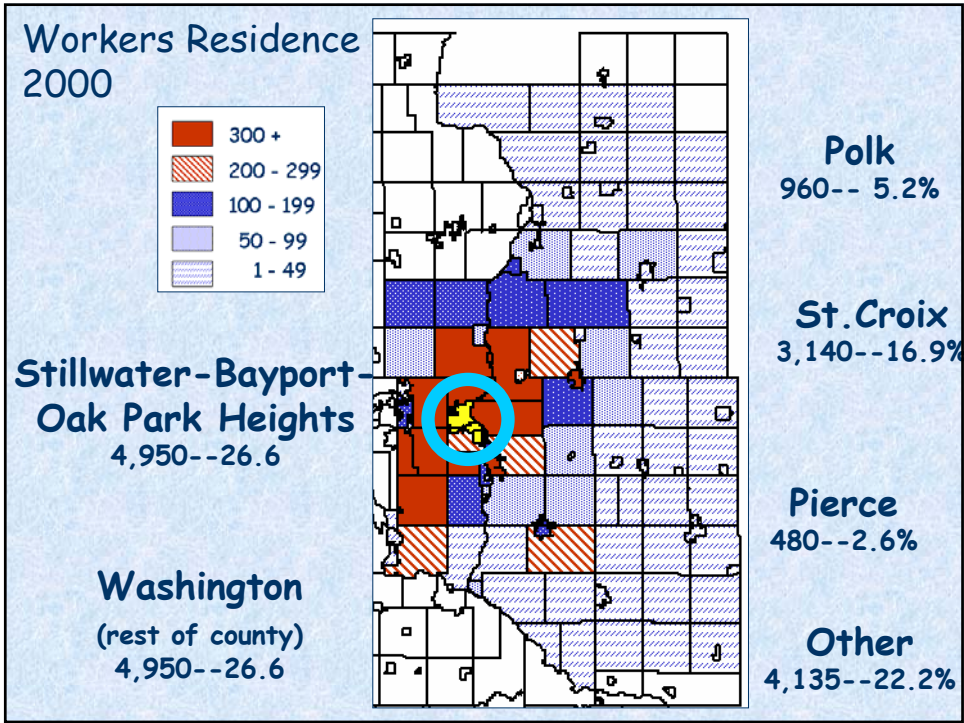 Workers Residence
2000
300 +
200 - 299
100 - 199
50 - 99
1 - 49
Stillwater-Bayport-
Oak Park Heights
4,950--26.6
Washington
(rest of county)
4,950--26.6
Polk
960-- 5.2%
St.Croix
3,140--16.9%
Pierce
480--2.6%
Other
4,135--22.2%